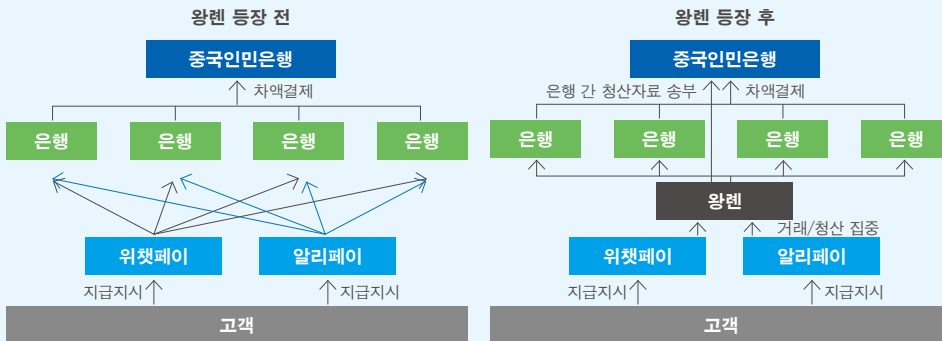 왕롄 등장 전
중국인민은행
차액결제
은행 은행 은행 은행
위챗페이 알리페이
지급지시 지급지시
고객
왕롄 등장 후
중국인민은행
은행 간 청산자료 송부 차액결제
은행 은행 은행 은행
왕롄
거래/청산 집중
위챗페이 알리페이
지급지시 지급지시
고객